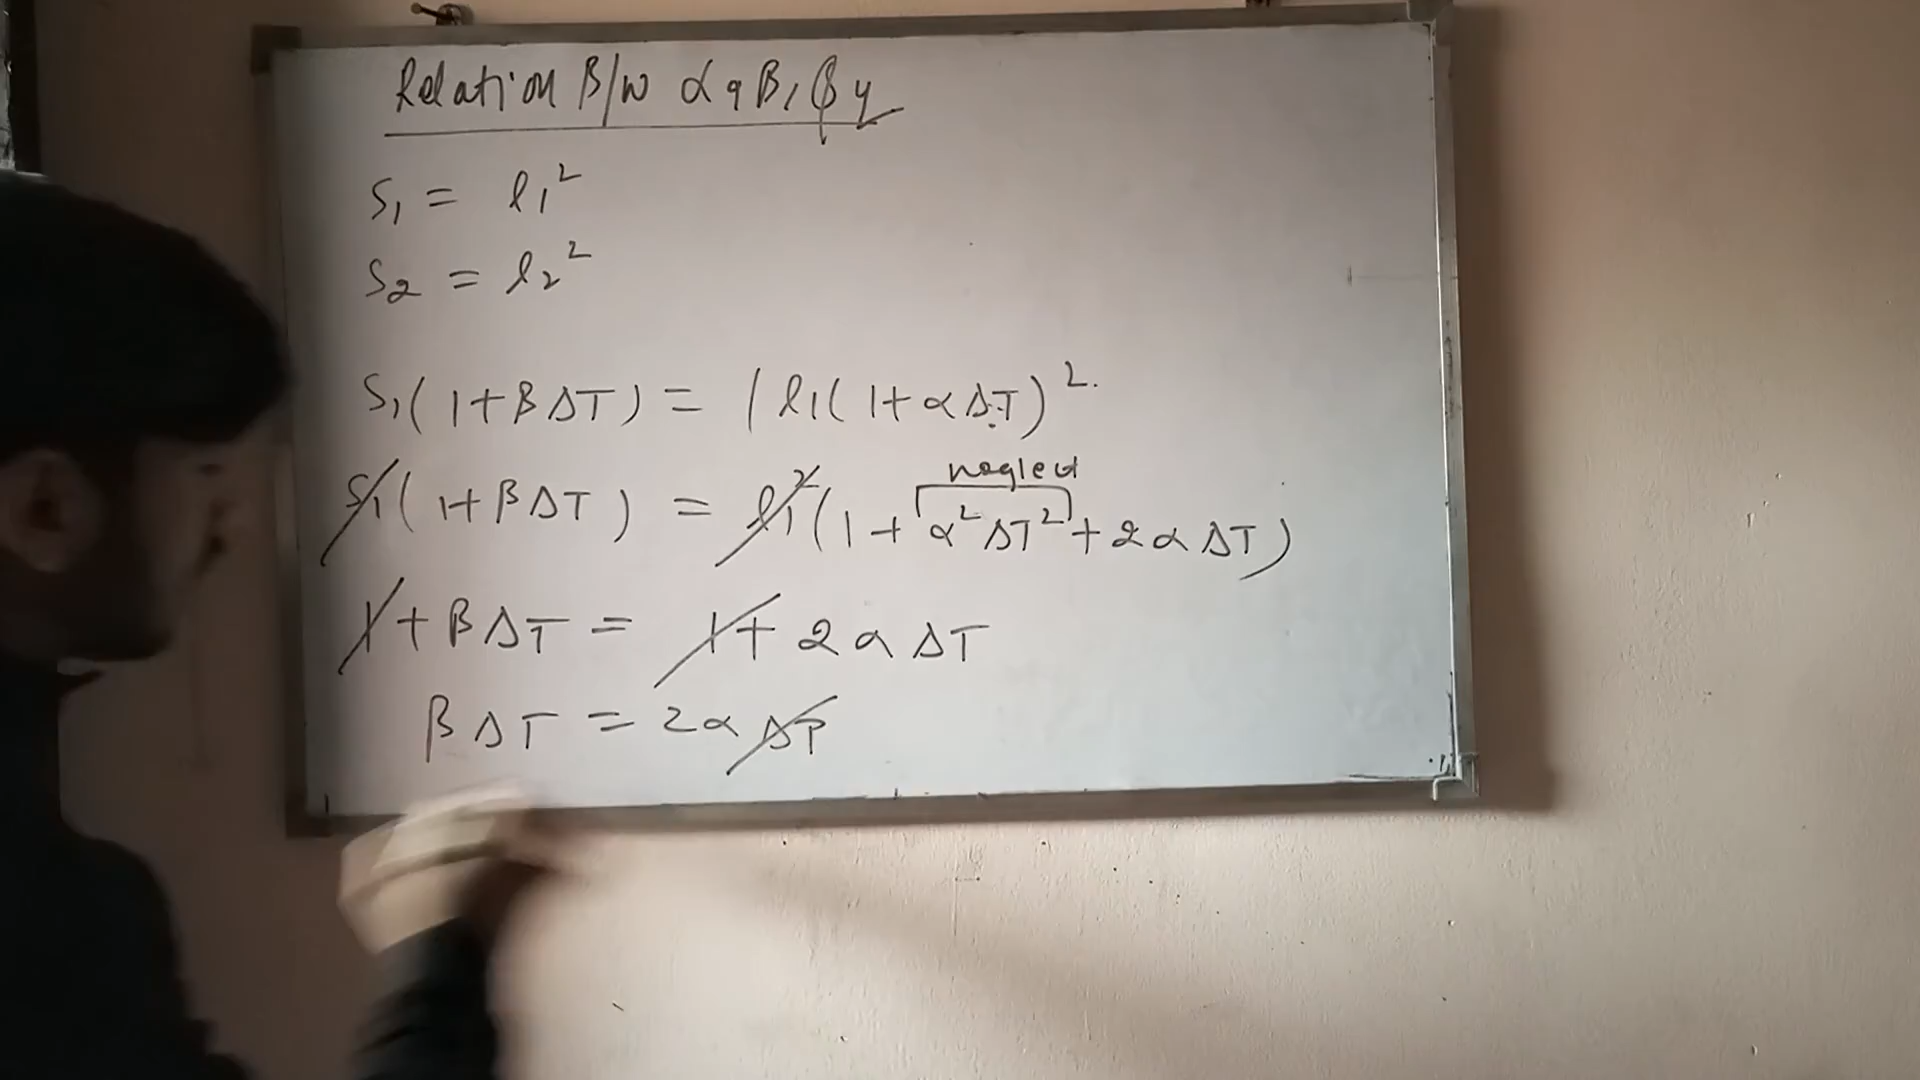 Relation B/w α q β, β y
S₁ = l₁²
S₂ = l₂²
S₁(1+βΔT) = (l₁(1+αΔT)².
neglect
S₁(1+βΔT) = l₁²(1+α²ΔT²+2αΔT)
1+βΔT = 1+2αΔT
βΔT = 2αΔT